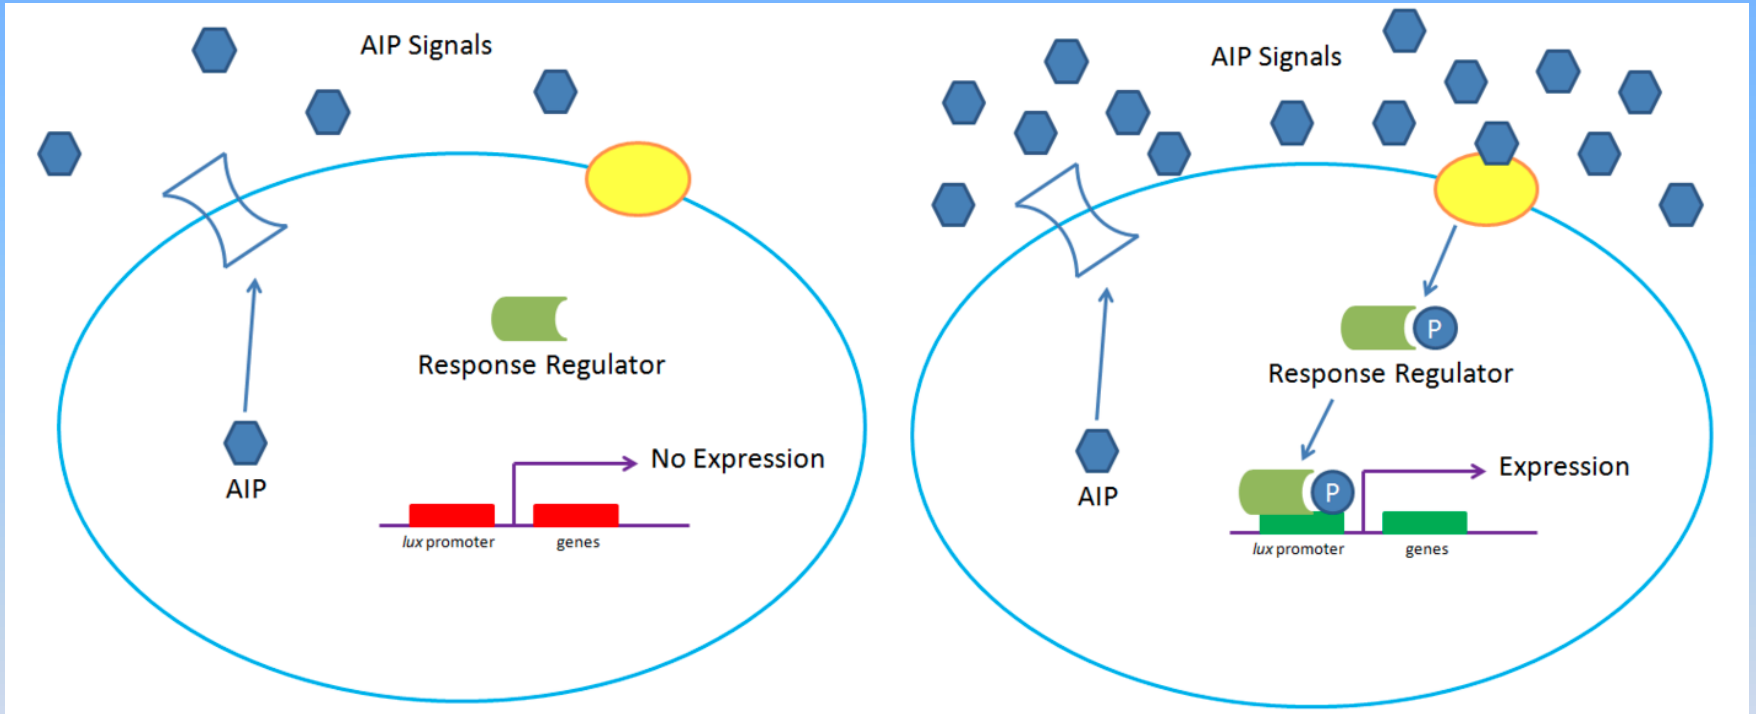 AIP Signals
Response Regulator
No Expression
AIP
lux promoter
genes
AIP Signals
P
Response Regulator
Expression
P
AIP
lux promoter
genes